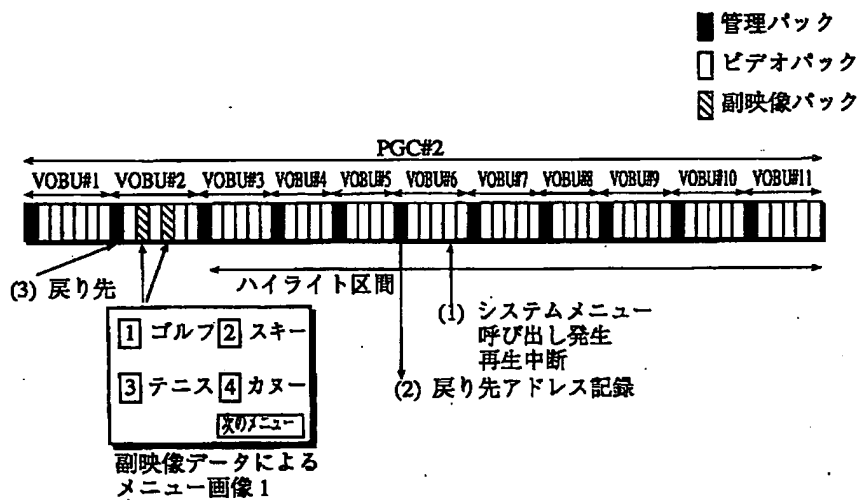 管理パック
ビデオパック
副映像パック
PGC#2
VOBU#1 VOBU#2 VOBU#3 VOBU#4 VOBU#5 VOBU#6 VOBU#7 VOBU#8 VOBU#9 VOBU#10 VOBU#11
(3) 戻り先
ハイライト区間
(1) システムメニュー
呼び出し発生
再生中断
(2) 戻り先アドレス記録
1 ゴルフ 2 スキー
3 テニス 4 カヌー
次のメニュー
副映像データによる
メニュー画像1